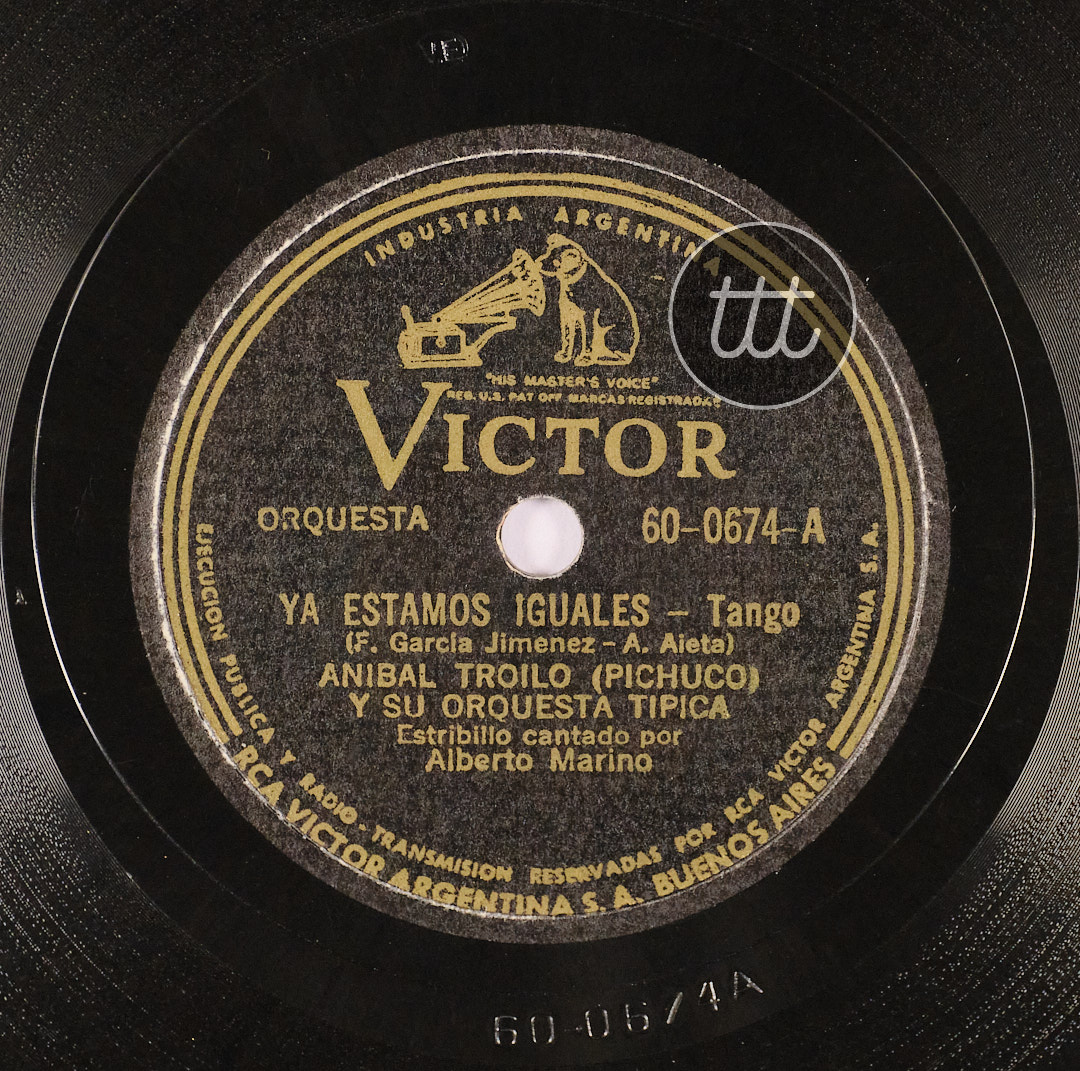 INDUSTRIA ARGENTINA
ttt
"HIS MASTER'S VOICE"
REG. U.S. PAT OFF MARCAS REGISTRADAS
VICTOR
ORQUESTA
60-0674-A
YA ESTAMOS IGUALES - Tango
(F. García Jimenez - A. Aieta)
ANIBAL TROILO (PICHUCO)
Y SU ORQUESTA TIPICA
Estribillo cantado por
Alberto Marino
EJECUCION PUBLICA Y RADIO-TRANSMISION RESERVADAS POR RCA VICTOR ARGENTINA S. A.
RCA VICTOR ARGENTINA S. A. BUENOS AIRES
60-0674A